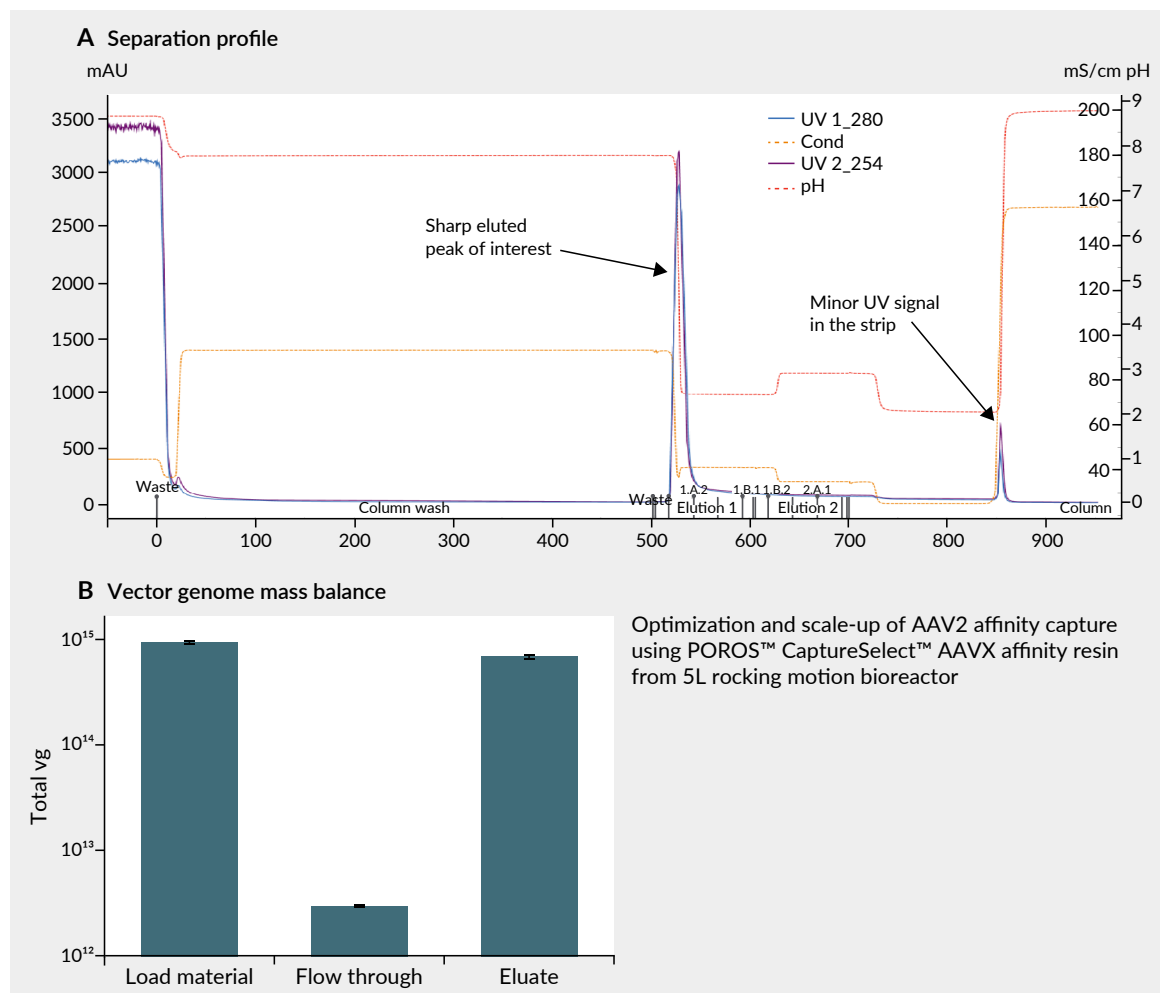 A Separation profile
mAU
mS/cm pH
3500
3000
2500
2000
1500
1000
500
0
200
180
160
140
120
100
80
60
40
9
8
7
6
5
4
3
2
1
0
UV 1_280
Cond
UV 2_254
pH
Sharp eluted
peak of interest
Minor UV signal
in the strip
Waste
Column wash
Waste
1.A.2
1.B.1
1.B.2
2.A.1
Elution 1
Elution 2
Column
0 100 200 300 400 500 600 700 800 900
B Vector genome mass balance
Total vg
10¹⁵
10¹⁴
10¹³
10¹²
Load material
Flow through
Eluate
Optimization and scale-up of AAV2 affinity capture
using POROS™ CaptureSelect™ AAVX affinity resin
from 5L rocking motion bioreactor